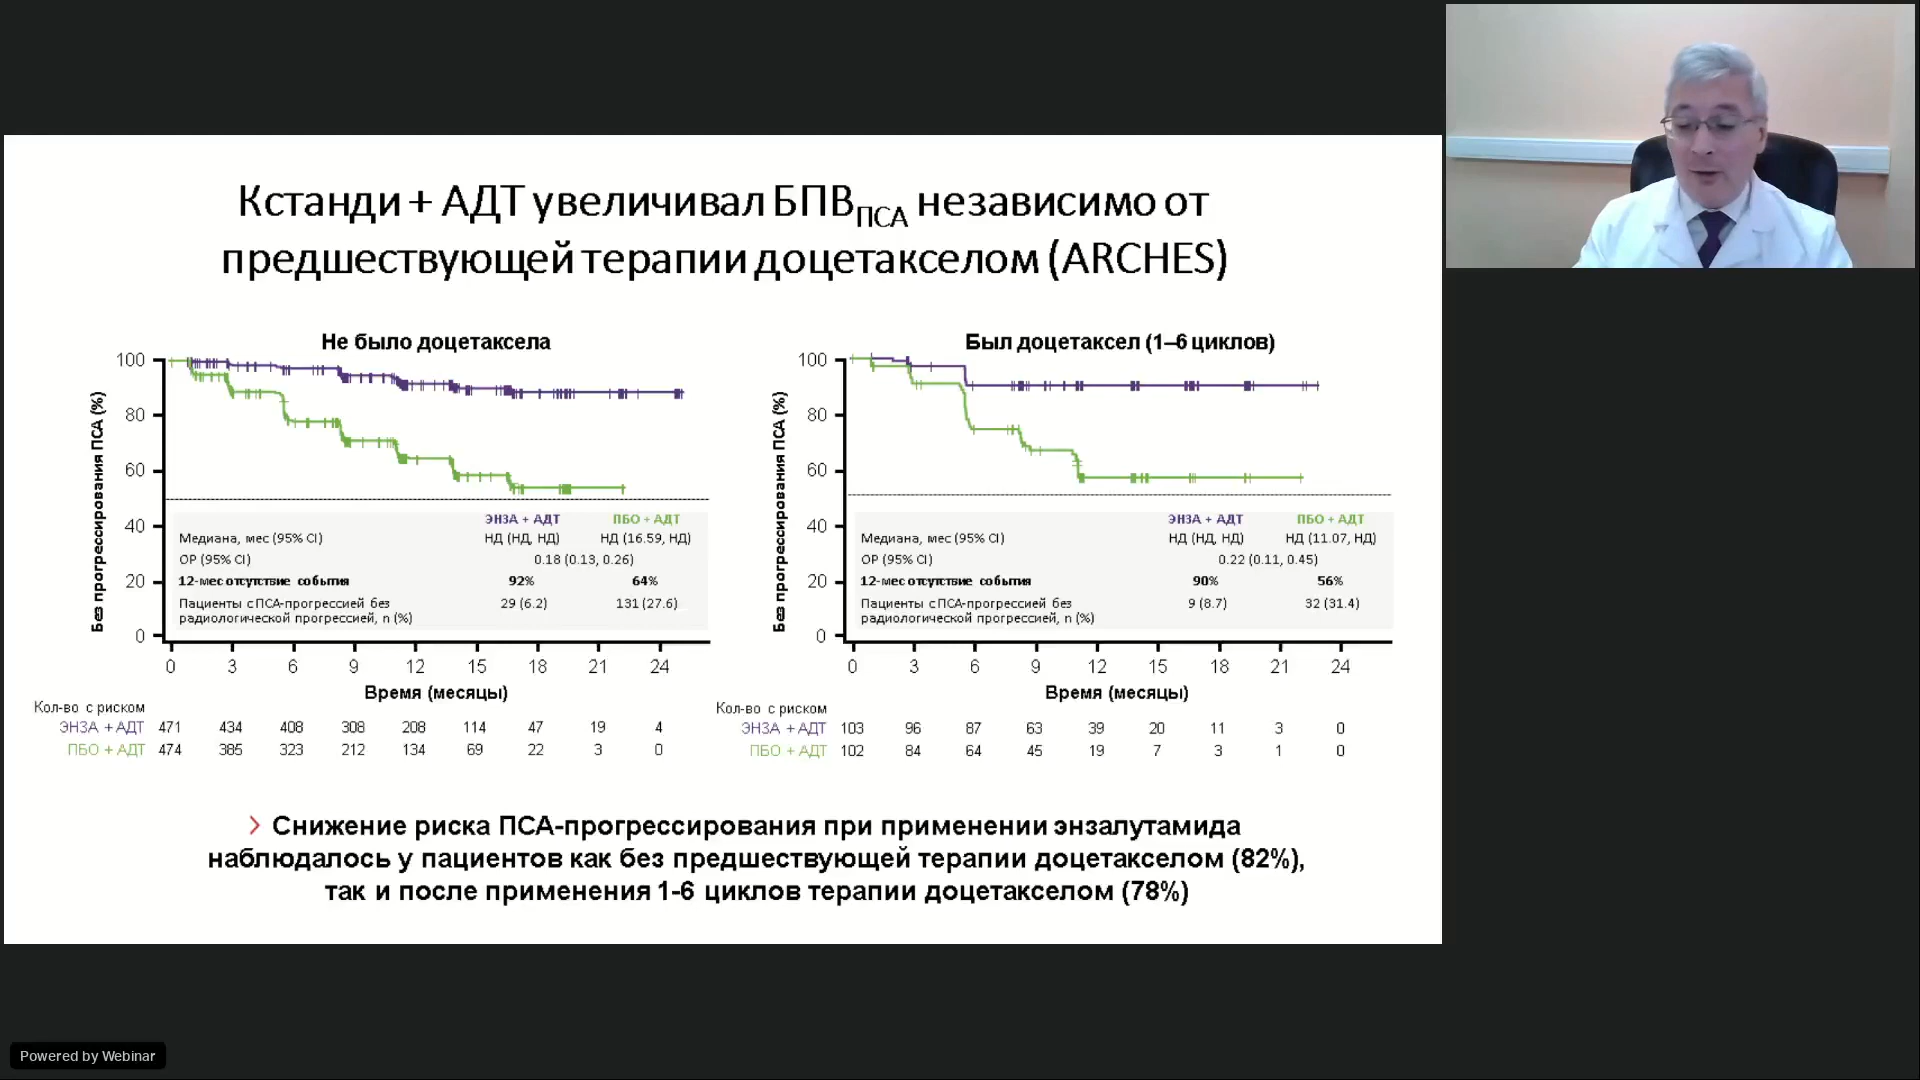 Кстанди + АДТ увеличивал БПВПСА независимо от
предшествующей терапии доцетакселом (ARCHES)
Не было доцетаксела
Без прогрессирования ПСА (%)
100
80
60
40
20
0
ЭНЗА + АДТ ПБО + АДТ
Медиана, мес (95% CI) НД (НД, НД) НД (16.59, НД)
ОР (95% CI) 0.18 (0.13, 0.26)
12-мес отсутствие события 92% 64%
Пациенты с ПСА-прогрессией без 29 (6.2) 131 (27.6)
радиологической прогрессией, n (%)
0 3 6 9 12 15 18 21 24
Время (месяцы)
Кол-во с риском
ЭНЗА + АДТ 471 434 408 308 208 114 47 19 4
ПБО + АДТ 474 385 323 212 134 69 22 3 0
Был доцетаксел (1–6 циклов)
Без прогрессирования ПСА (%)
100
80
60
40
20
0
ЭНЗА + АДТ ПБО + АДТ
Медиана, мес (95% CI) НД (НД, НД) НД (11.07, НД)
ОР (95% CI) 0.22 (0.11, 0.45)
12-мес отсутствие события 90% 56%
Пациенты с ПСА-прогрессией без 9 (8.7) 32 (31.4)
радиологической прогрессией, n (%)
0 3 6 9 12 15 18 21 24
Время (месяцы)
Кол-во с риском
ЭНЗА + АДТ 103 96 87 63 39 20 11 3 0
ПБО + АДТ 102 84 64 45 19 7 3 1 0
Снижение риска ПСА-прогрессирования при применении энзалутамида
наблюдалось у пациентов как без предшествующей терапии доцетакселом (82%),
так и после применения 1-6 циклов терапии доцетакселом (78%)
Powered by Webinar